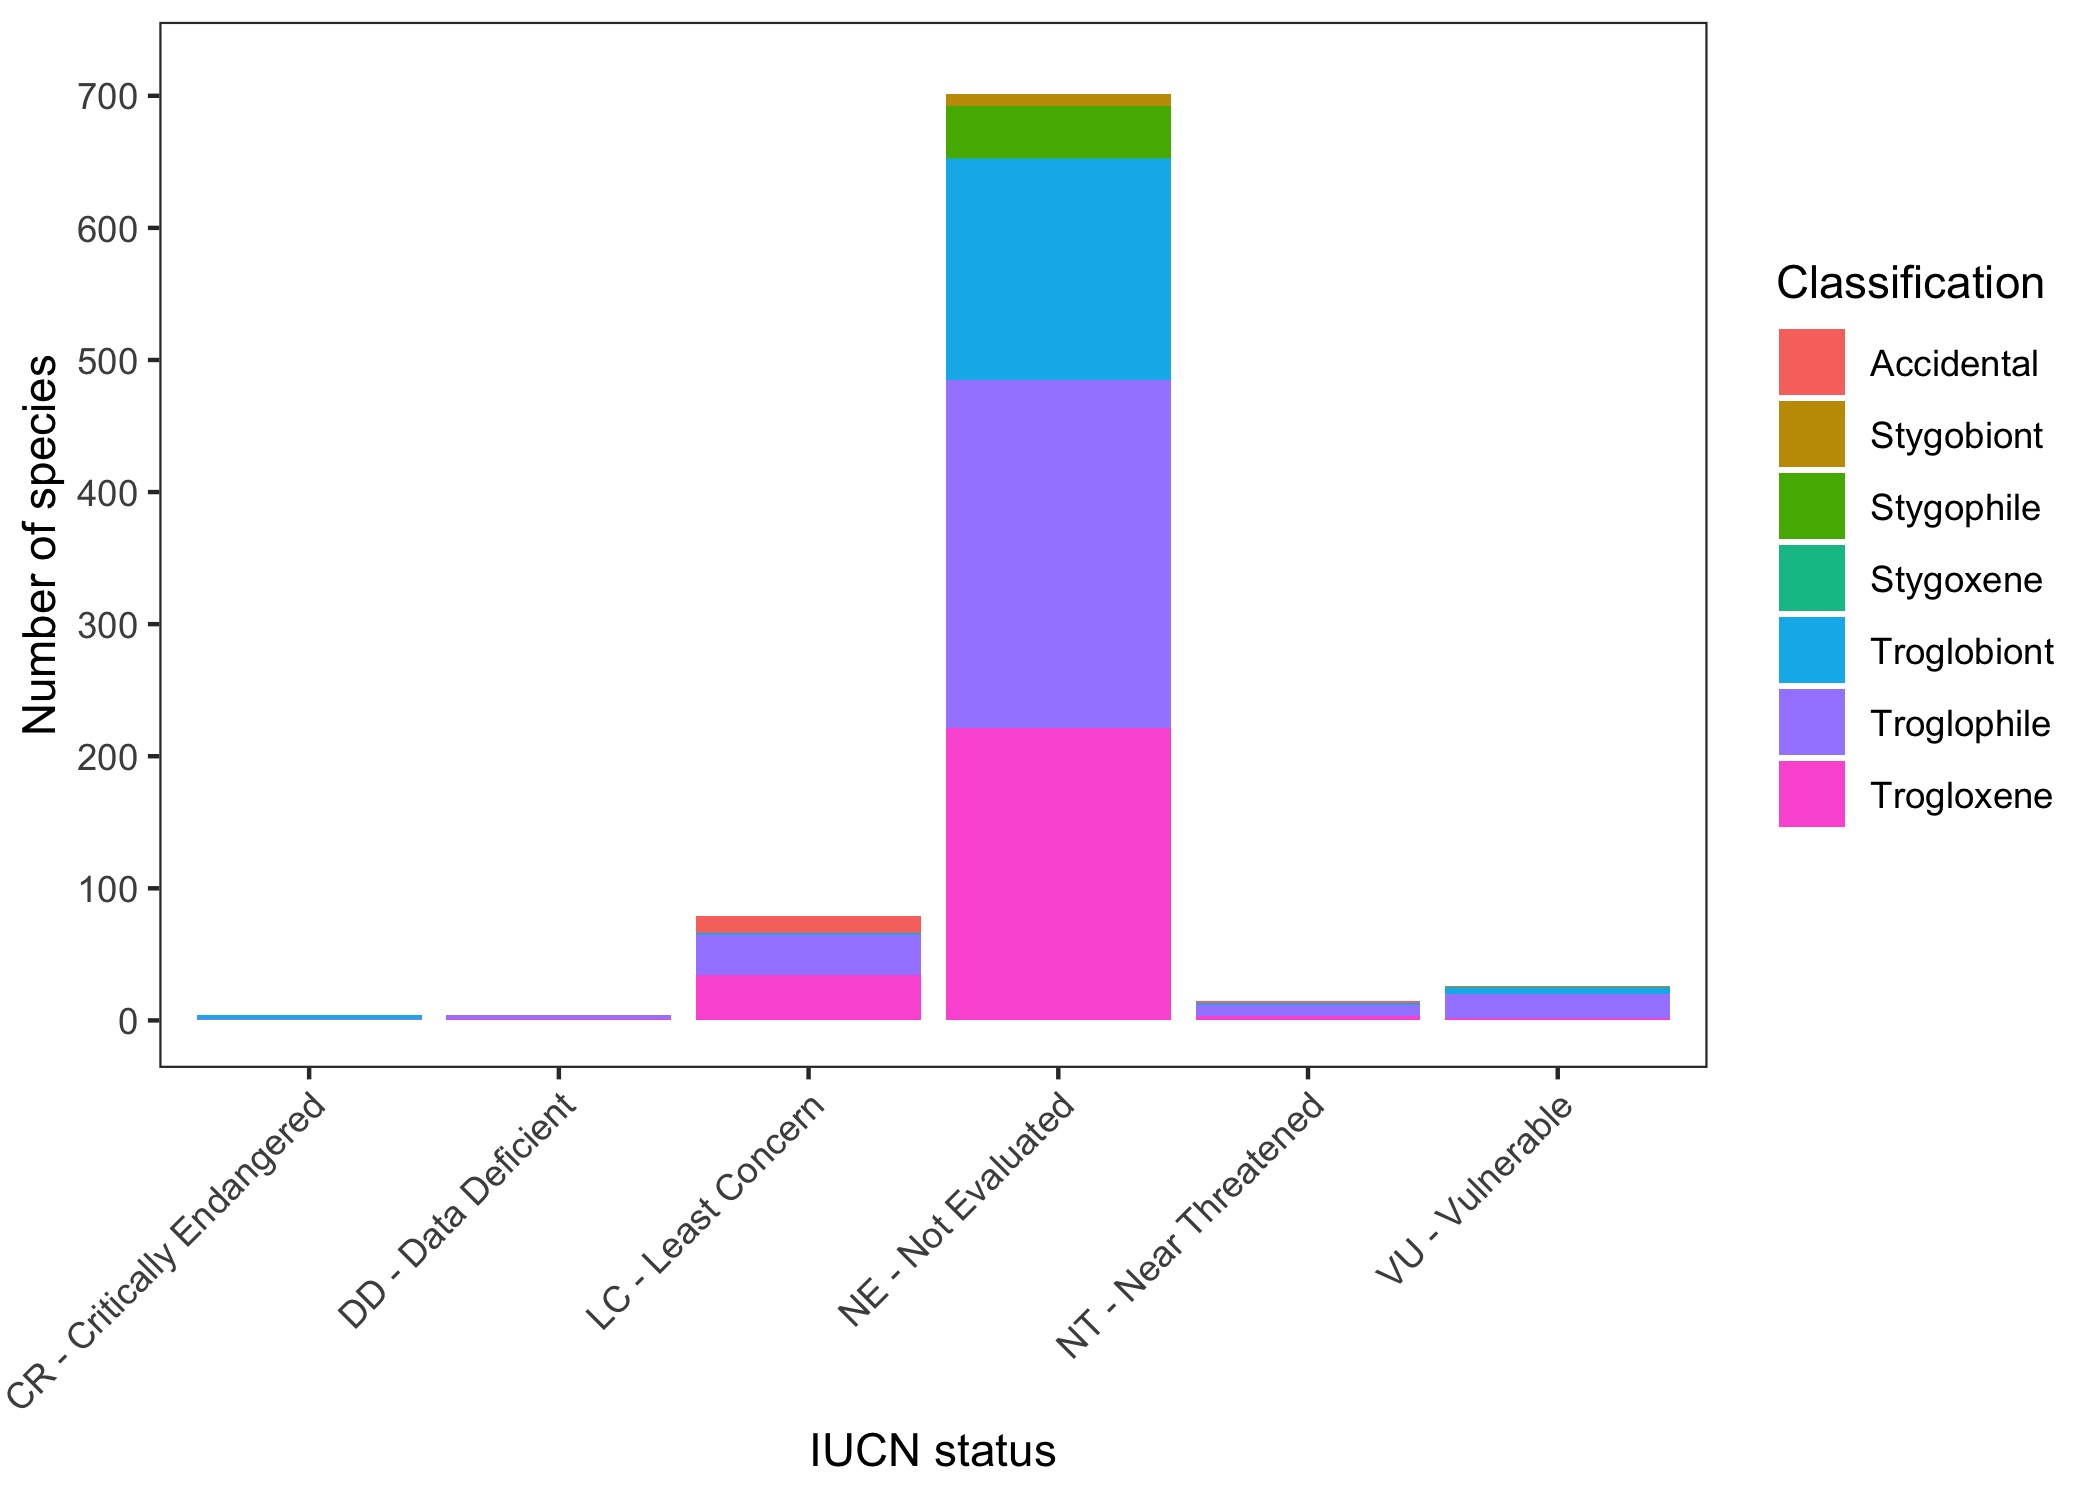 Number of species
700
600
500
400
300
200
100
0
CR - Critically Endangered
DD - Data Deficient
LC - Least Concern
NE - Not Evaluated
NT - Near Threatened
VU - Vulnerable
IUCN status
Classification
Accidental
Stygobiont
Stygophile
Stygoxene
Troglobiont
Troglophile
Trogloxene